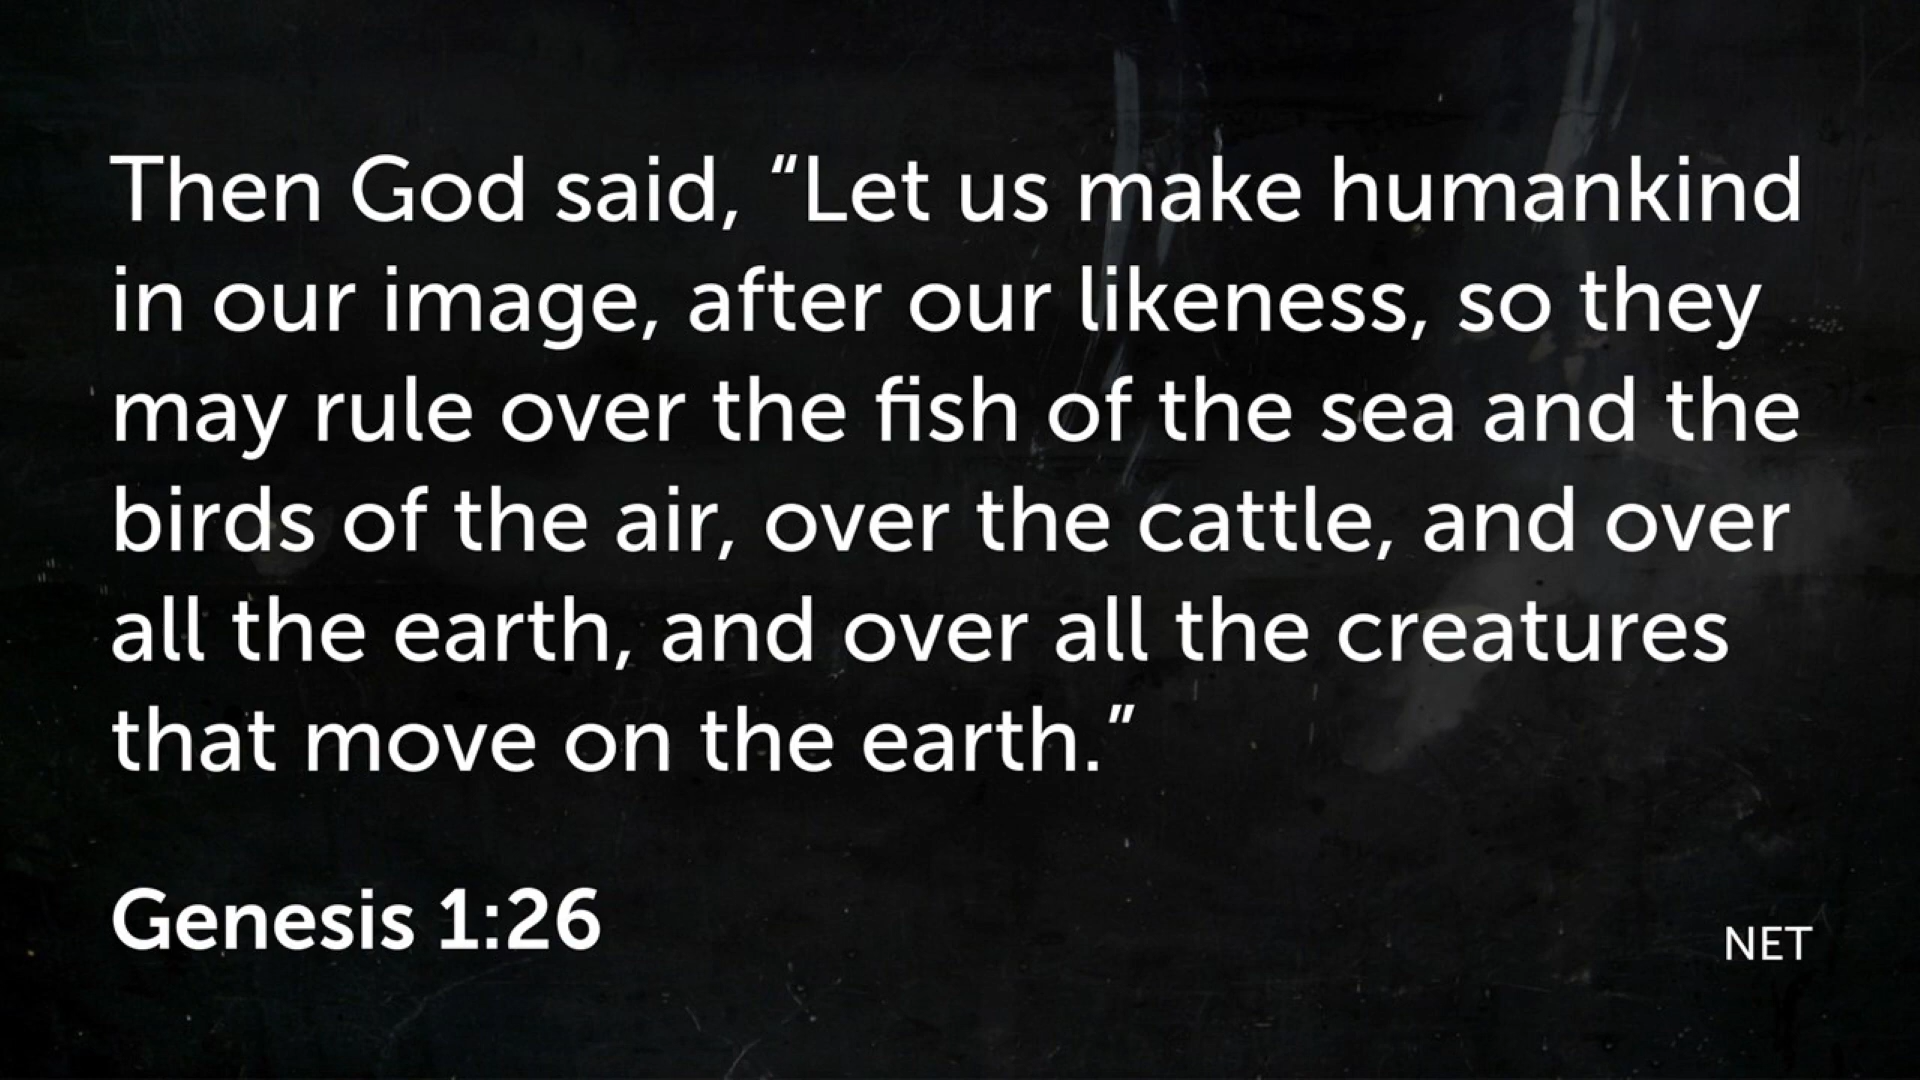 Then God said, “Let us make humankind
in our image, after our likeness, so they
may rule over the fish of the sea and the
birds of the air, over the cattle, and over
all the earth, and over all the creatures
that move on the earth.”
Genesis 1:26
NET